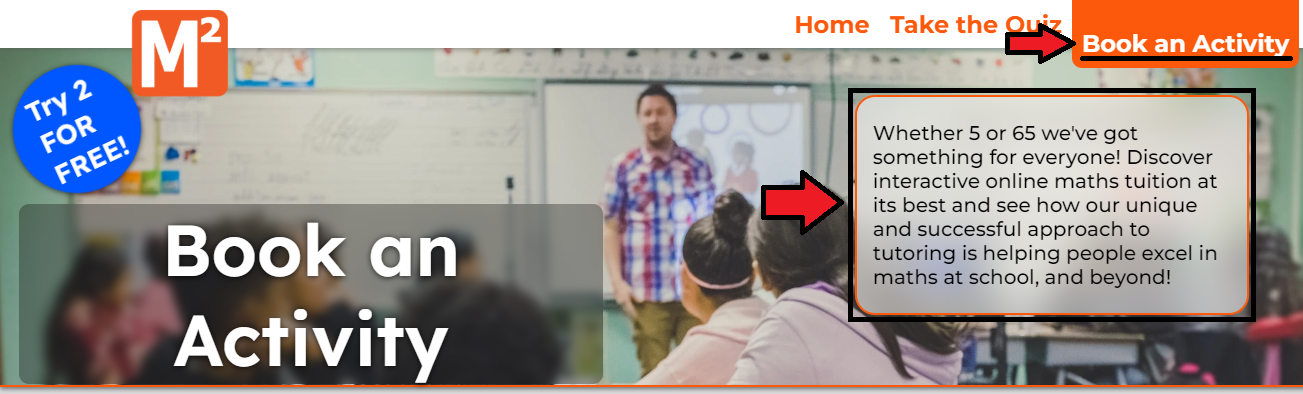 M²
Home Take the Quiz
Book an Activity
Try 2
FOR
FREE!
Book an
Activity
Whether 5 or 65 we've got
something for everyone! Discover
interactive online maths tuition at
its best and see how our unique
and successful approach to
tutoring is helping people excel in
maths at school, and beyond!